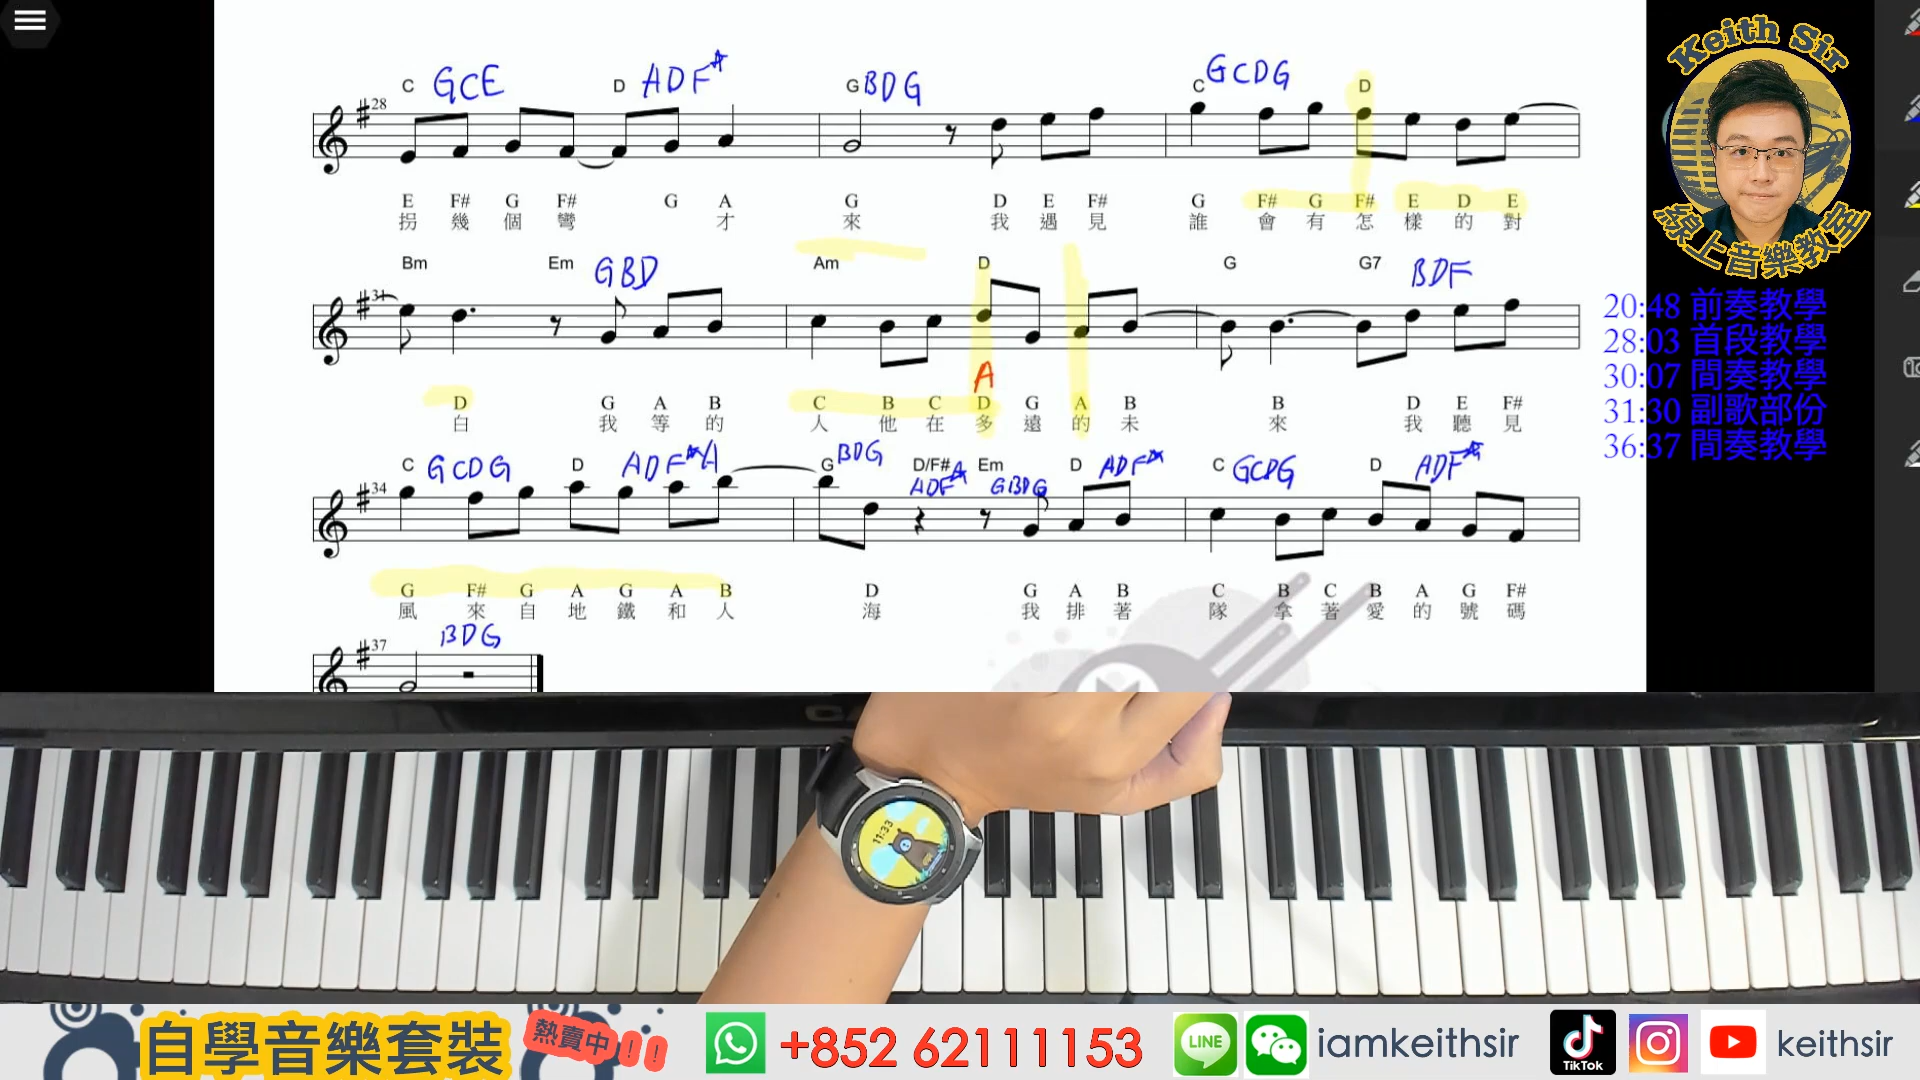 Keith Sir
線上音樂教室
20:48 前奏教學
28:03 首段教學
30:07 間奏教學
31:30 副歌部份
36:37 間奏教學
C GCE D ADF# G BDG C GCDG D
28
E F# G F# G A G D E F# G F# G F# E D E
拐 幾 個 彎 才 來 我 遇 見 誰 會 有 怎 樣 的 對
Bm Em GBD Am D G G7 BDF
31
A
D G A B C B C D G A B B D E F#
白 我 等 的 人 他 在 多 遠 的 未 來 我 聽 見
C GCDG D ADF#A G BDG D/F# ADF# Em GBDG D ADF# C GCDG D ADF#
34
G F# G A G A B D G A B C B C B A G F#
風 來 自 地 鐵 和 人 海 我 排 著 隊 拿 著 愛 的 號 碼
BDG
37
11:33
自學音樂套裝 熱賣中!! +852 62111153 LINE iamkeithsir TikTok keithsir